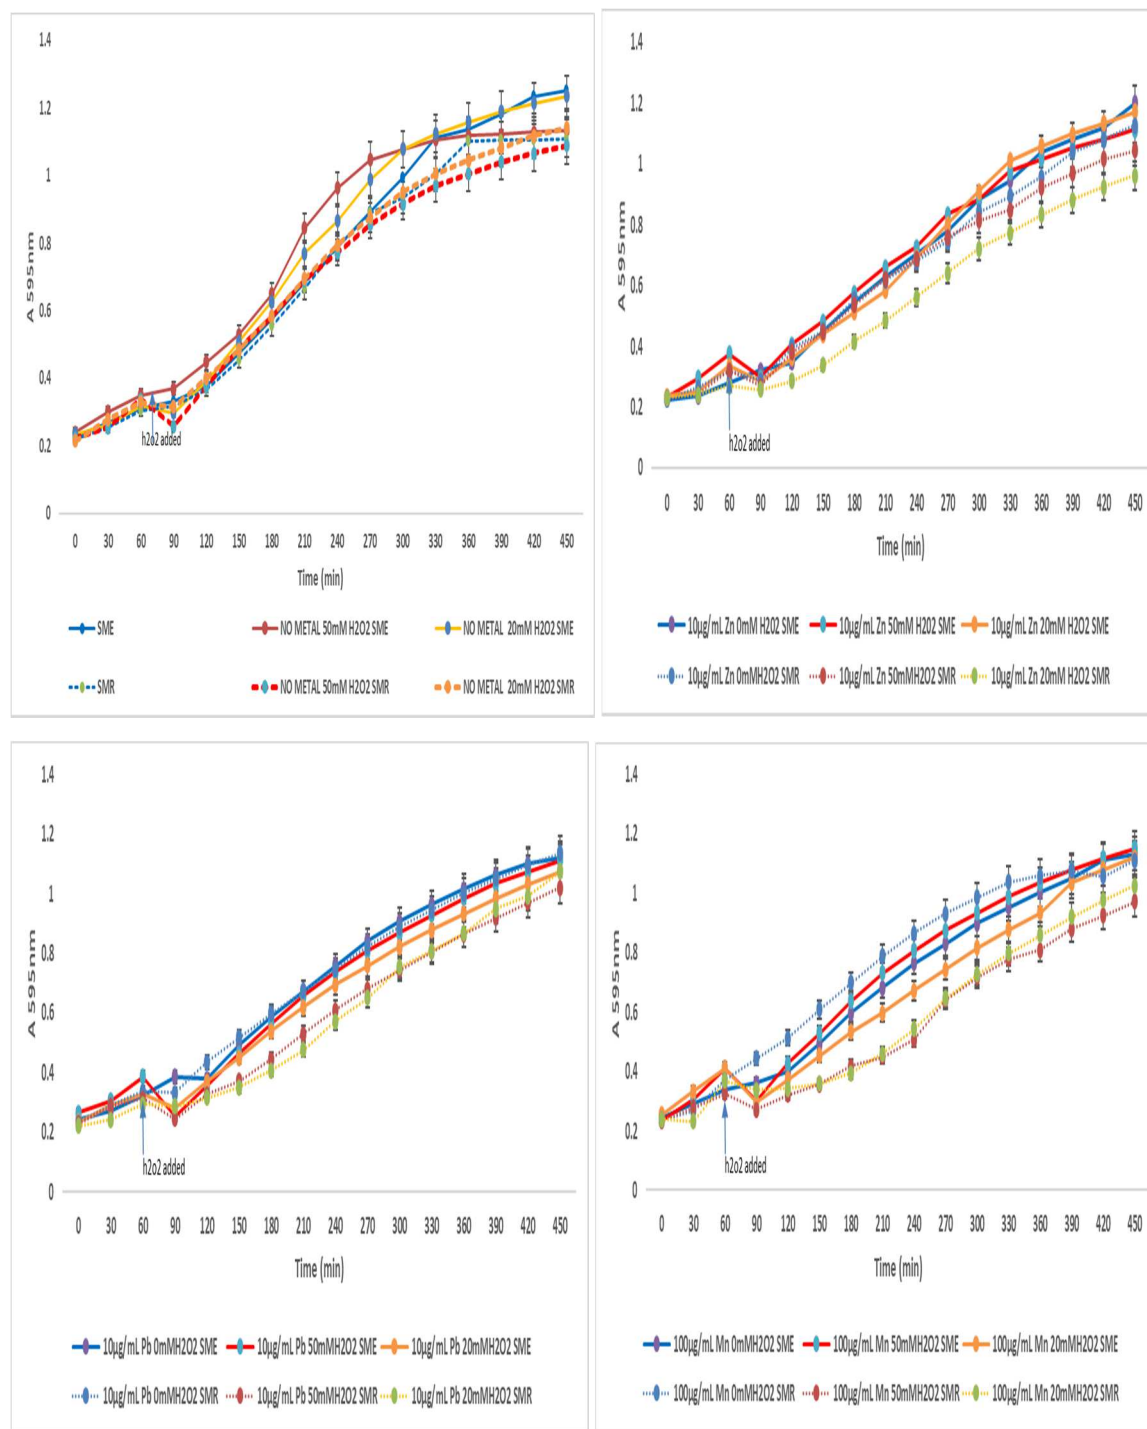 1.4
1.2
1
0.8
0.6
0.4
0.2
0
A 595nm
h2o2 added
0 30 60 90 120 150 180 210 240 270 300 330 360 390 420 450
Time (min)
SME NO METAL 50mM H2O2 SME NO METAL 20mM H2O2 SME
SMR NO METAL 50mM H2O2 SMR NO METAL 20mM H2O2 SMR
1.4
1.2
1
0.8
0.6
0.4
0.2
0
A 595nm
h2o2 added
0 30 60 90 120 150 180 210 240 270 300 330 360 390 420 450
Time (min)
10µg/mL Zn 0mM H2O2 SME 10µg/mL Zn 50mM H2O2 SME 10µg/mL Zn 20mM H2O2 SME
10µg/mL Zn 0mMH2O2 SMR 10µg/mL Zn 50mMH2O2 SMR 10µg/mL Zn 20mM H2O2 SMR
1.4
1.2
1
0.8
0.6
0.4
0.2
0
A 595nm
h2o2 added
0 30 60 90 120 150 180 210 240 270 300 330 360 390 420 450
Time (min)
10µg/mL Pb 0mMH2O2 SME 10µg/mL Pb 50mMH2O2 SME 10µg/mL Pb 20mMH2O2 SME
10µg/mL Pb 0mMH2O2 SMR 10µg/mL Pb 50mMH2O2 SMR 10µg/mL Pb 20mMH2O2 SMR
1.4
1.2
1
0.8
0.6
0.4
0.2
0
A 595nm
h2o2 added
0 30 60 90 120 150 180 210 240 270 300 330 360 390 420 450
Time (min)
100µg/mL Mn 0mMH2O2 SME 100µg/mL Mn 50mMH2O2 SME 100µg/mL Mn 20mMH2O2 SME
100µg/mL Mn 0mMH2O2 SMR 100µg/mL Mn 50mMH2O2 SMR 100µg/mL Mn 20mMH2O2 SMR